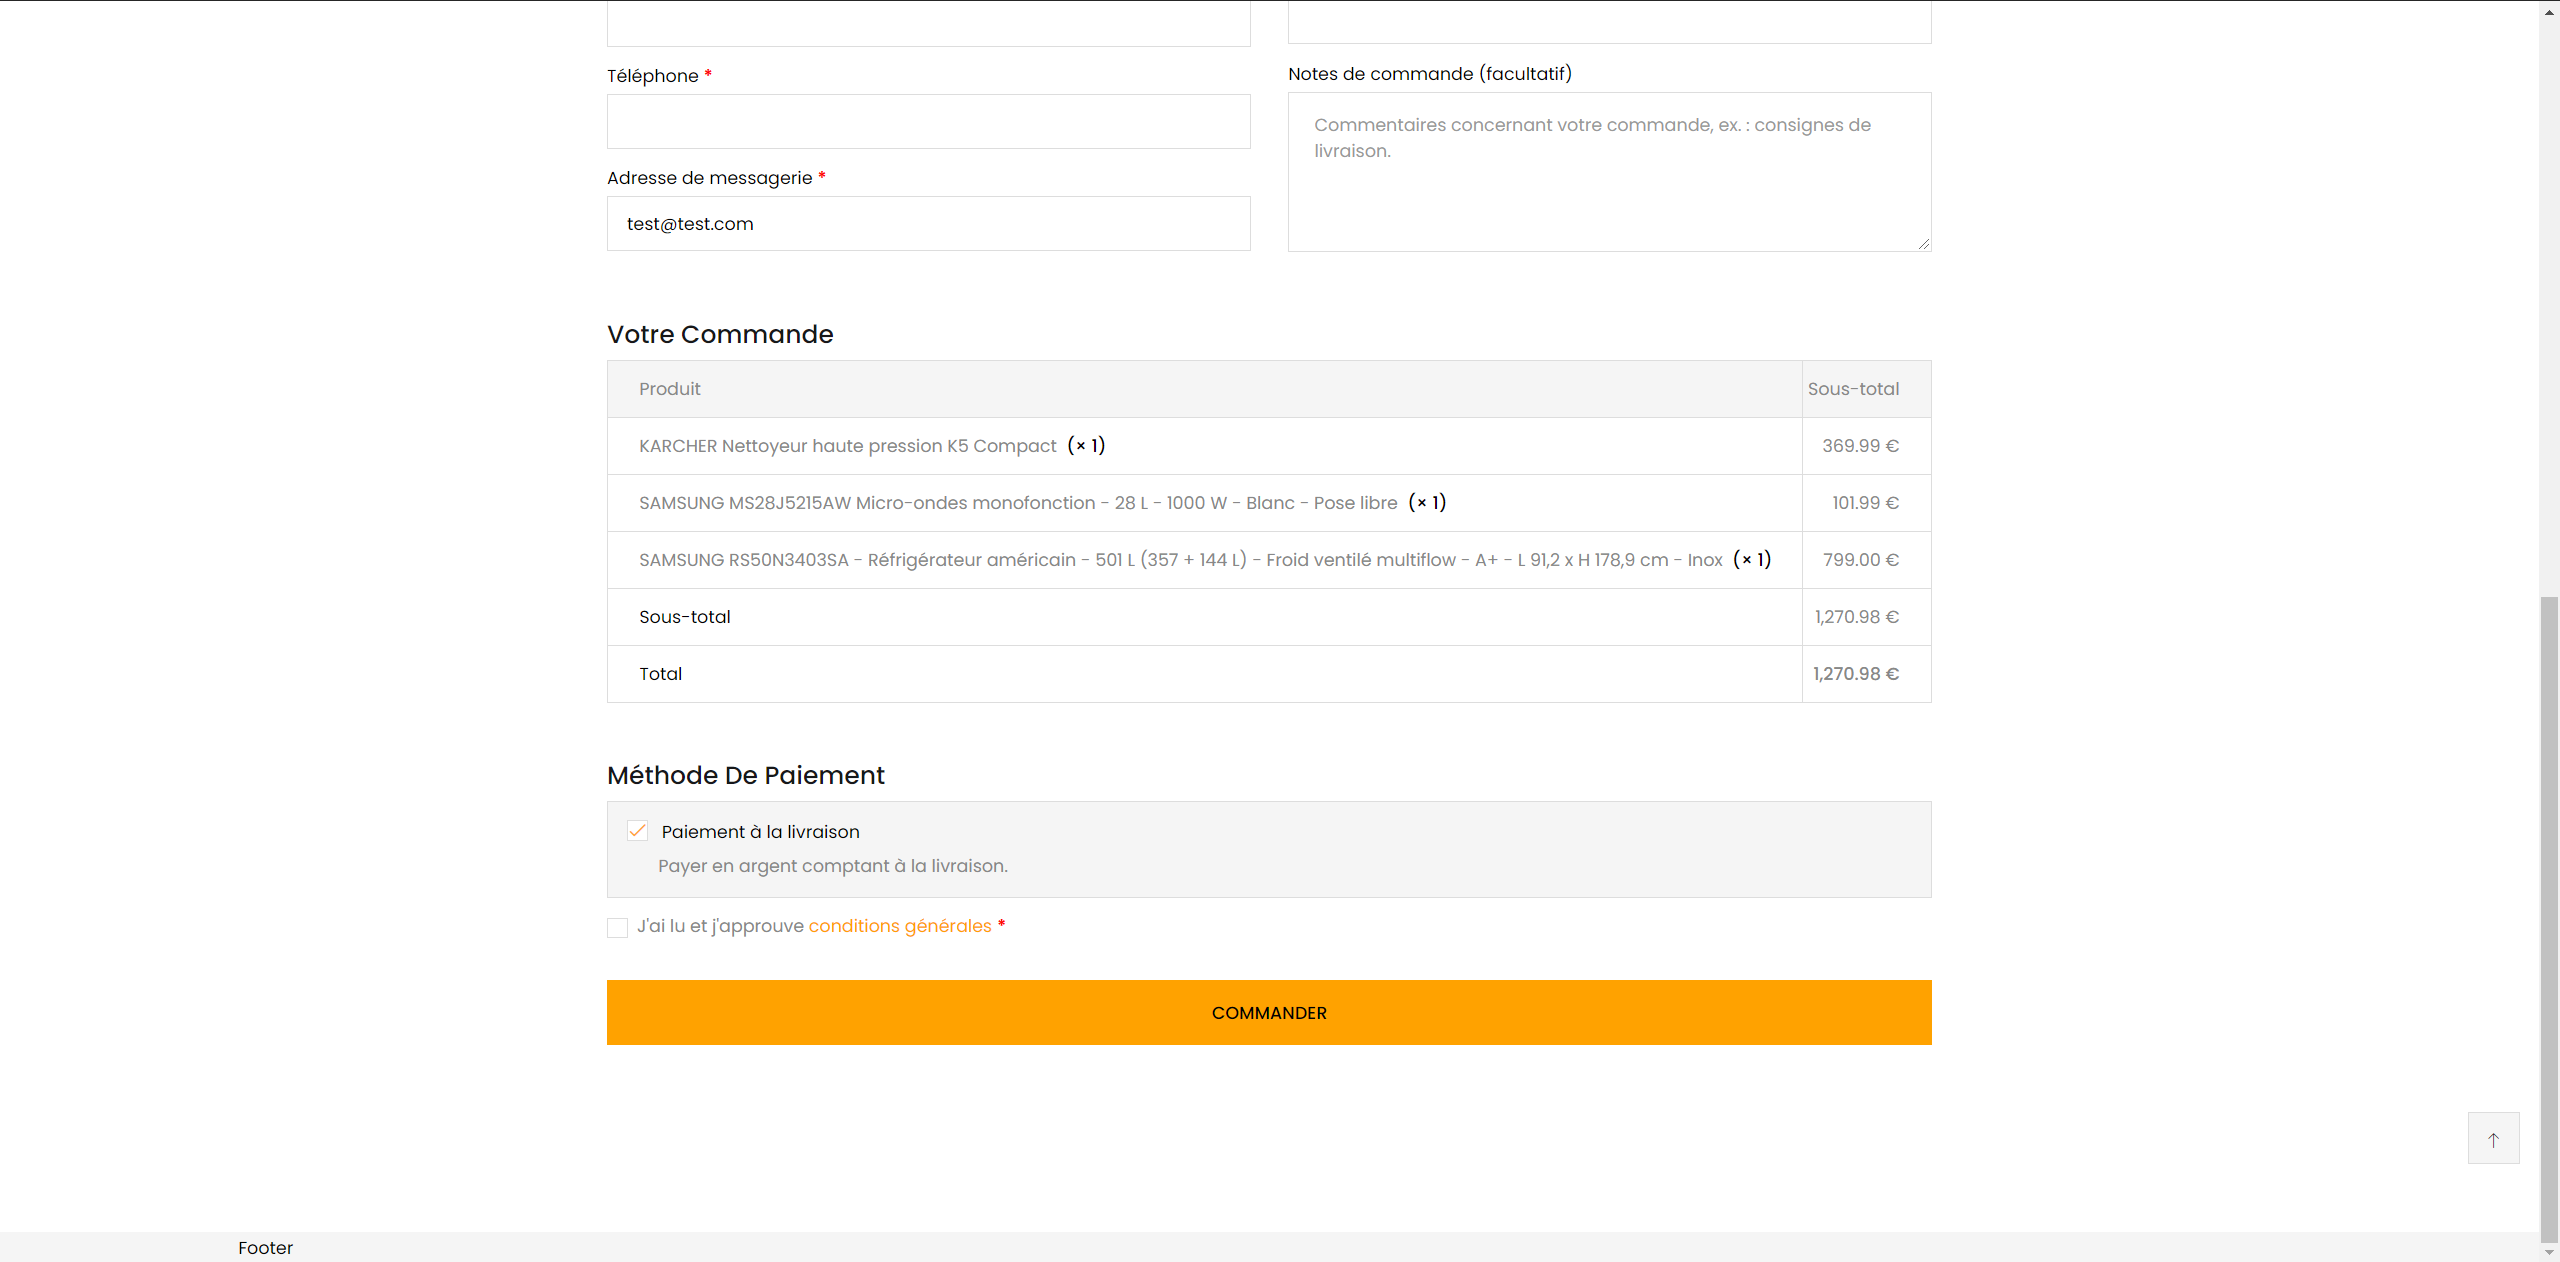 Téléphone *
Notes de commande (facultatif)
Commentaires concernant votre commande, ex. : consignes de
livraison.
Adresse de messagerie *
test@test.com
Votre Commande
Produit Sous-total
KARCHER Nettoyeur haute pression K5 Compact (× 1) 369.99 €
SAMSUNG MS28J5215AW Micro-ondes monofonction - 28 L - 1000 W - Blanc - Pose libre (× 1) 101.99 €
SAMSUNG RS50N3403SA - Réfrigérateur américain - 501 L (357 + 144 L) - Froid ventilé multiflow - A+ - L 91,2 x H 178,9 cm - Inox (× 1) 799.00 €
Sous-total 1,270.98 €
Total 1,270.98 €
Méthode De Paiement
Paiement à la livraison
Payer en argent comptant à la livraison.
J'ai lu et j'approuve conditions générales *
COMMANDER
Footer